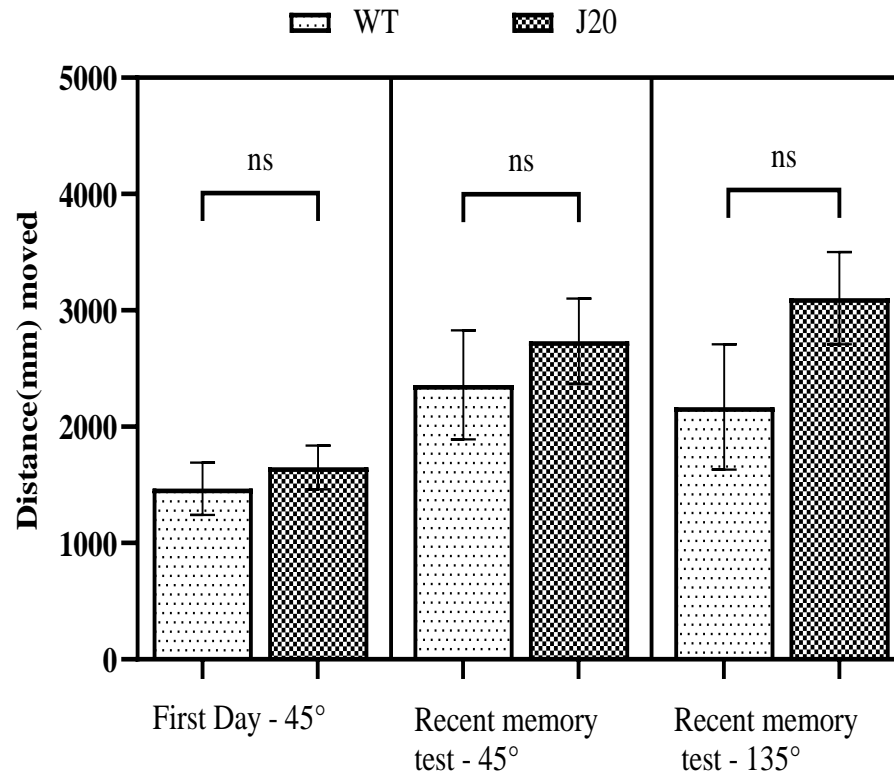 WT J20
5000
4000
3000
2000
1000
0
Distance(mm) moved
ns
ns
ns
First Day - 45°
Recent memory
test - 45°
Recent memory
test - 135°